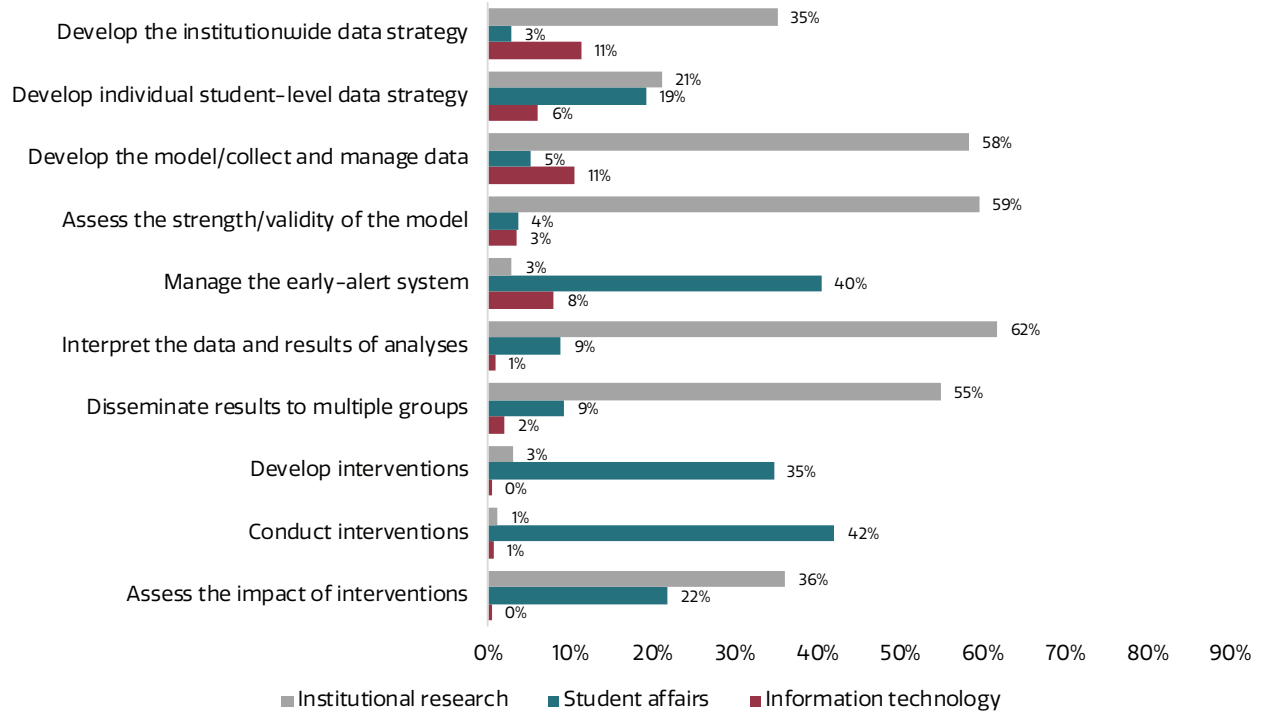 Develop the institutionwide data strategy
35%
3%
11%
Develop individual student-level data strategy
21%
19%
6%
Develop the model/collect and manage data
58%
5%
11%
Assess the strength/validity of the model
59%
4%
3%
Manage the early-alert system
3%
40%
8%
Interpret the data and results of analyses
62%
9%
1%
Disseminate results to multiple groups
55%
9%
2%
Develop interventions
3%
35%
0%
Conduct interventions
1%
42%
1%
Assess the impact of interventions
36%
22%
0%
0% 10% 20% 30% 40% 50% 60% 70% 80% 90%
Institutional research Student affairs Information technology